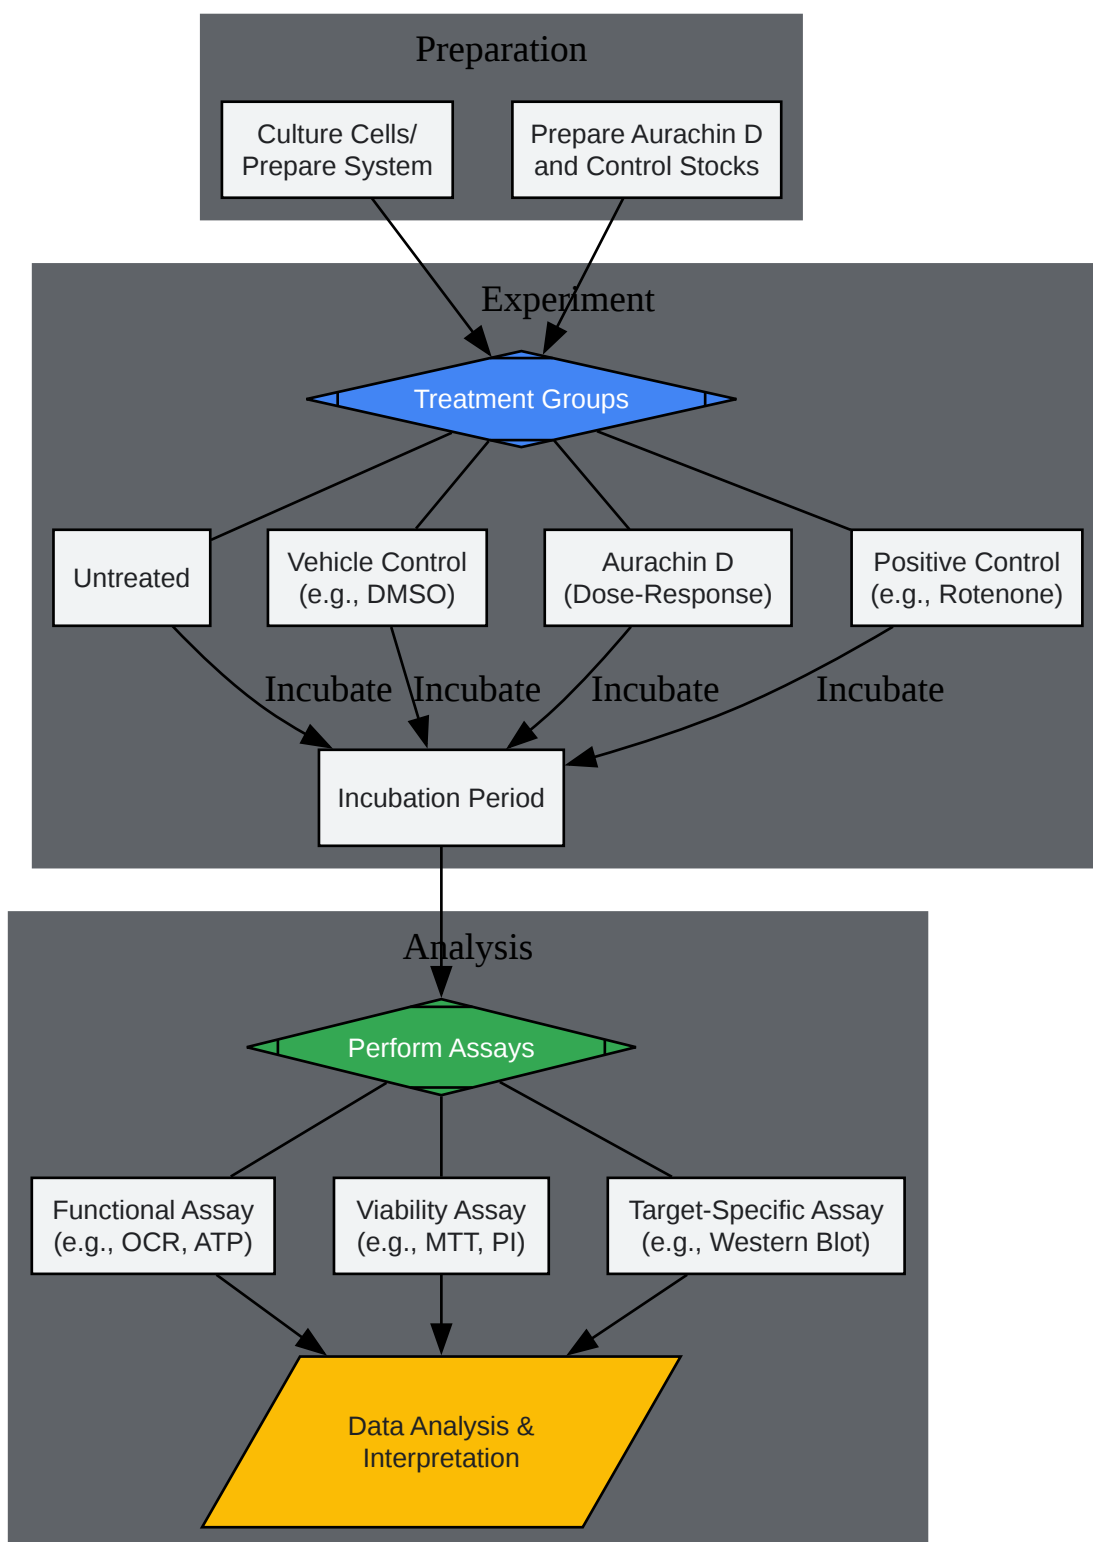 Preparation
Culture Cells/
Prepare System
Prepare Aurachin D
and Control Stocks
Experiment
Treatment Groups
Untreated
Vehicle Control
(e.g., DMSO)
Aurachin D
(Dose-Response)
Positive Control
(e.g., Rotenone)
Incubate
Incubate
Incubate
Incubate
Incubation Period
Analysis
Perform Assays
Functional Assay
(e.g., OCR, ATP)
Viability Assay
(e.g., MTT, PI)
Target-Specific Assay
(e.g., Western Blot)
Data Analysis &
Interpretation